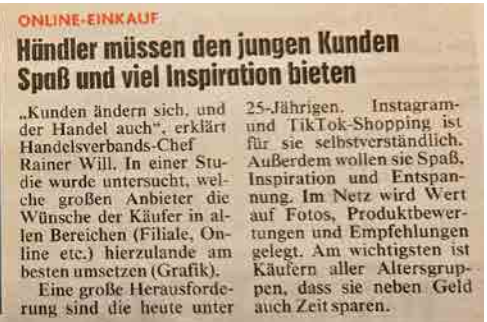 ONLINE-EINKAUF
Händler müssen den jungen Kunden
Spaß und viel Inspiration bieten
„Kunden ändern sich, und
der Handel auch“, erklärt
Handelsverbands-Chef
Rainer Will. In einer Stu-
die wurde untersucht, wel-
che großen Anbieter die
Wünsche der Käufer in al-
len Bereichen (Filiale, On-
line etc.) hierzulande am
besten umsetzen (Grafik).
Eine große Herausforde-
rung sind die heute unter
25-Jährigen. Instagram-
und TikTok-Shopping ist
für sie selbstverständlich.
Außerdem wollen sie Spaß,
Inspiration und Entspan-
nung. Im Netz wird Wert
auf Fotos, Produktbewer-
tungen und Empfehlungen
gelegt. Am wichtigsten ist
Käufern aller Altersgrup-
pen, dass sie neben Geld
auch Zeit sparen.